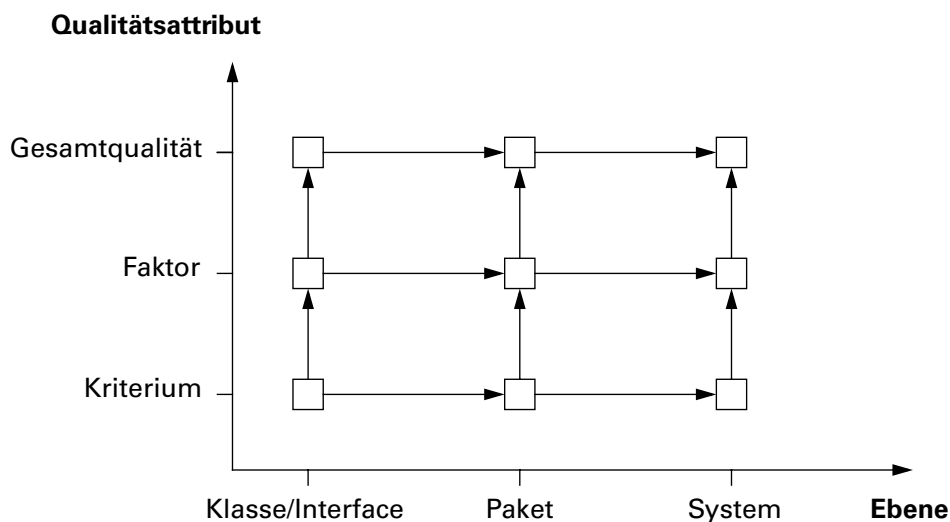 Qualitätsattribut
Gesamtqualität
Faktor
Kriterium
Klasse/Interface Paket System Ebene